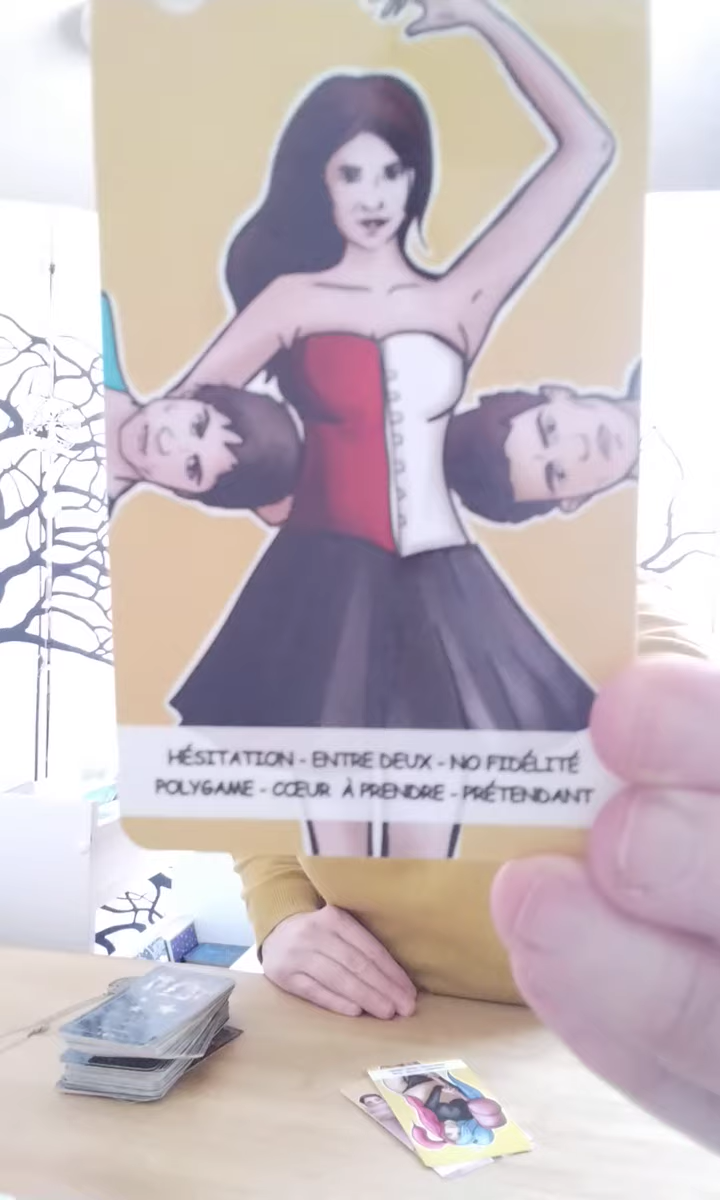 HÉSITATION - ENTRE DEUX - NO FIDÉLITÉ
POLYGAME - CŒUR À PRENDRE - PRÉTENDANT